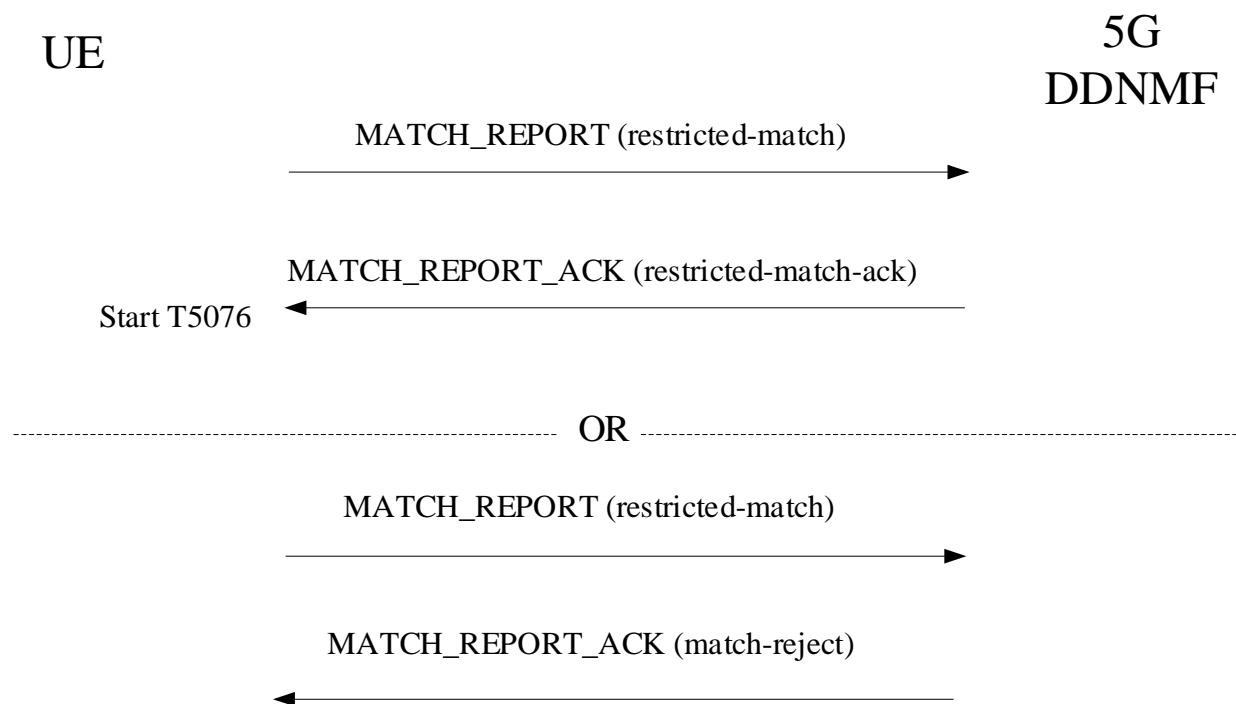 UE
5G
DDNMF
MATCH_REPORT (restricted-match)
MATCH_REPORT_ACK (restricted-match-ack)
Start T5076
OR
MATCH_REPORT (restricted-match)
MATCH_REPORT_ACK (match-reject)